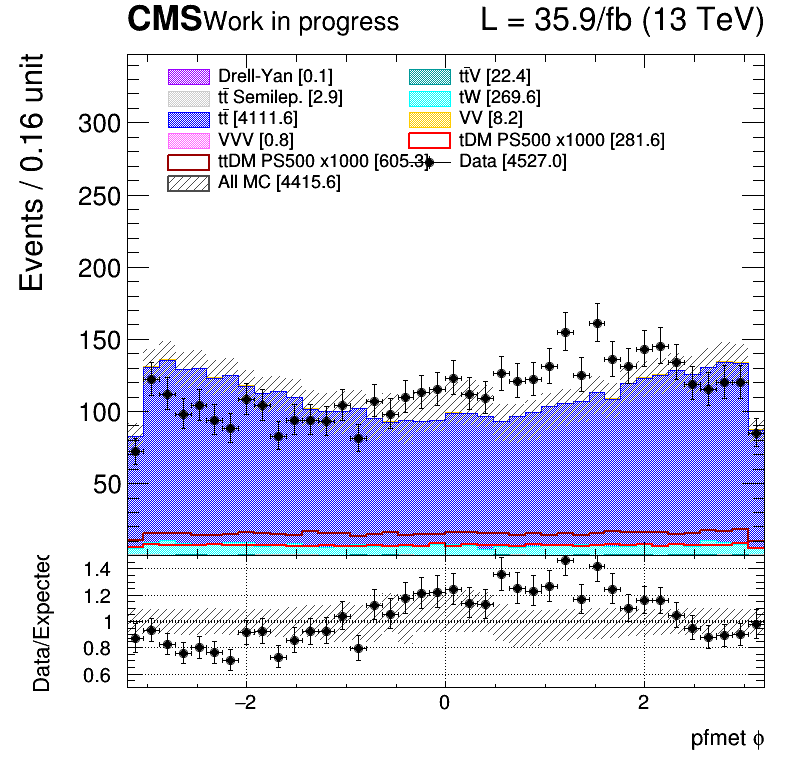 CMS Work in progress L = 35.9/fb (13 TeV)
Drell-Yan [0.1] tt̄V [22.4]
tt̄ Semilep. [2.9] tW [269.6]
tt̄ [4111.6] VV [8.2]
VVV [0.8] tDM PS500 x1000 [281.6]
ttDM PS500 x1000 [605.3] Data [4527.0]
All MC [4415.6]
Events / 0.16 unit
300
250
200
150
100
50
Data/Expected
1.4
1.2
1
0.8
0.6
−2 0 2
pfmet ϕ